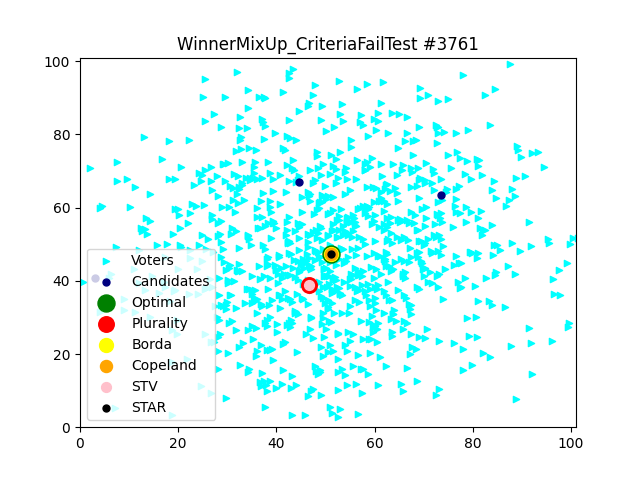 WinnerMixUp_CriteriaFailTest #3761
100
80
60
40
20
0
Voters
Candidates
Optimal
Plurality
Borda
Copeland
STV
STAR
0 20 40 60 80 100